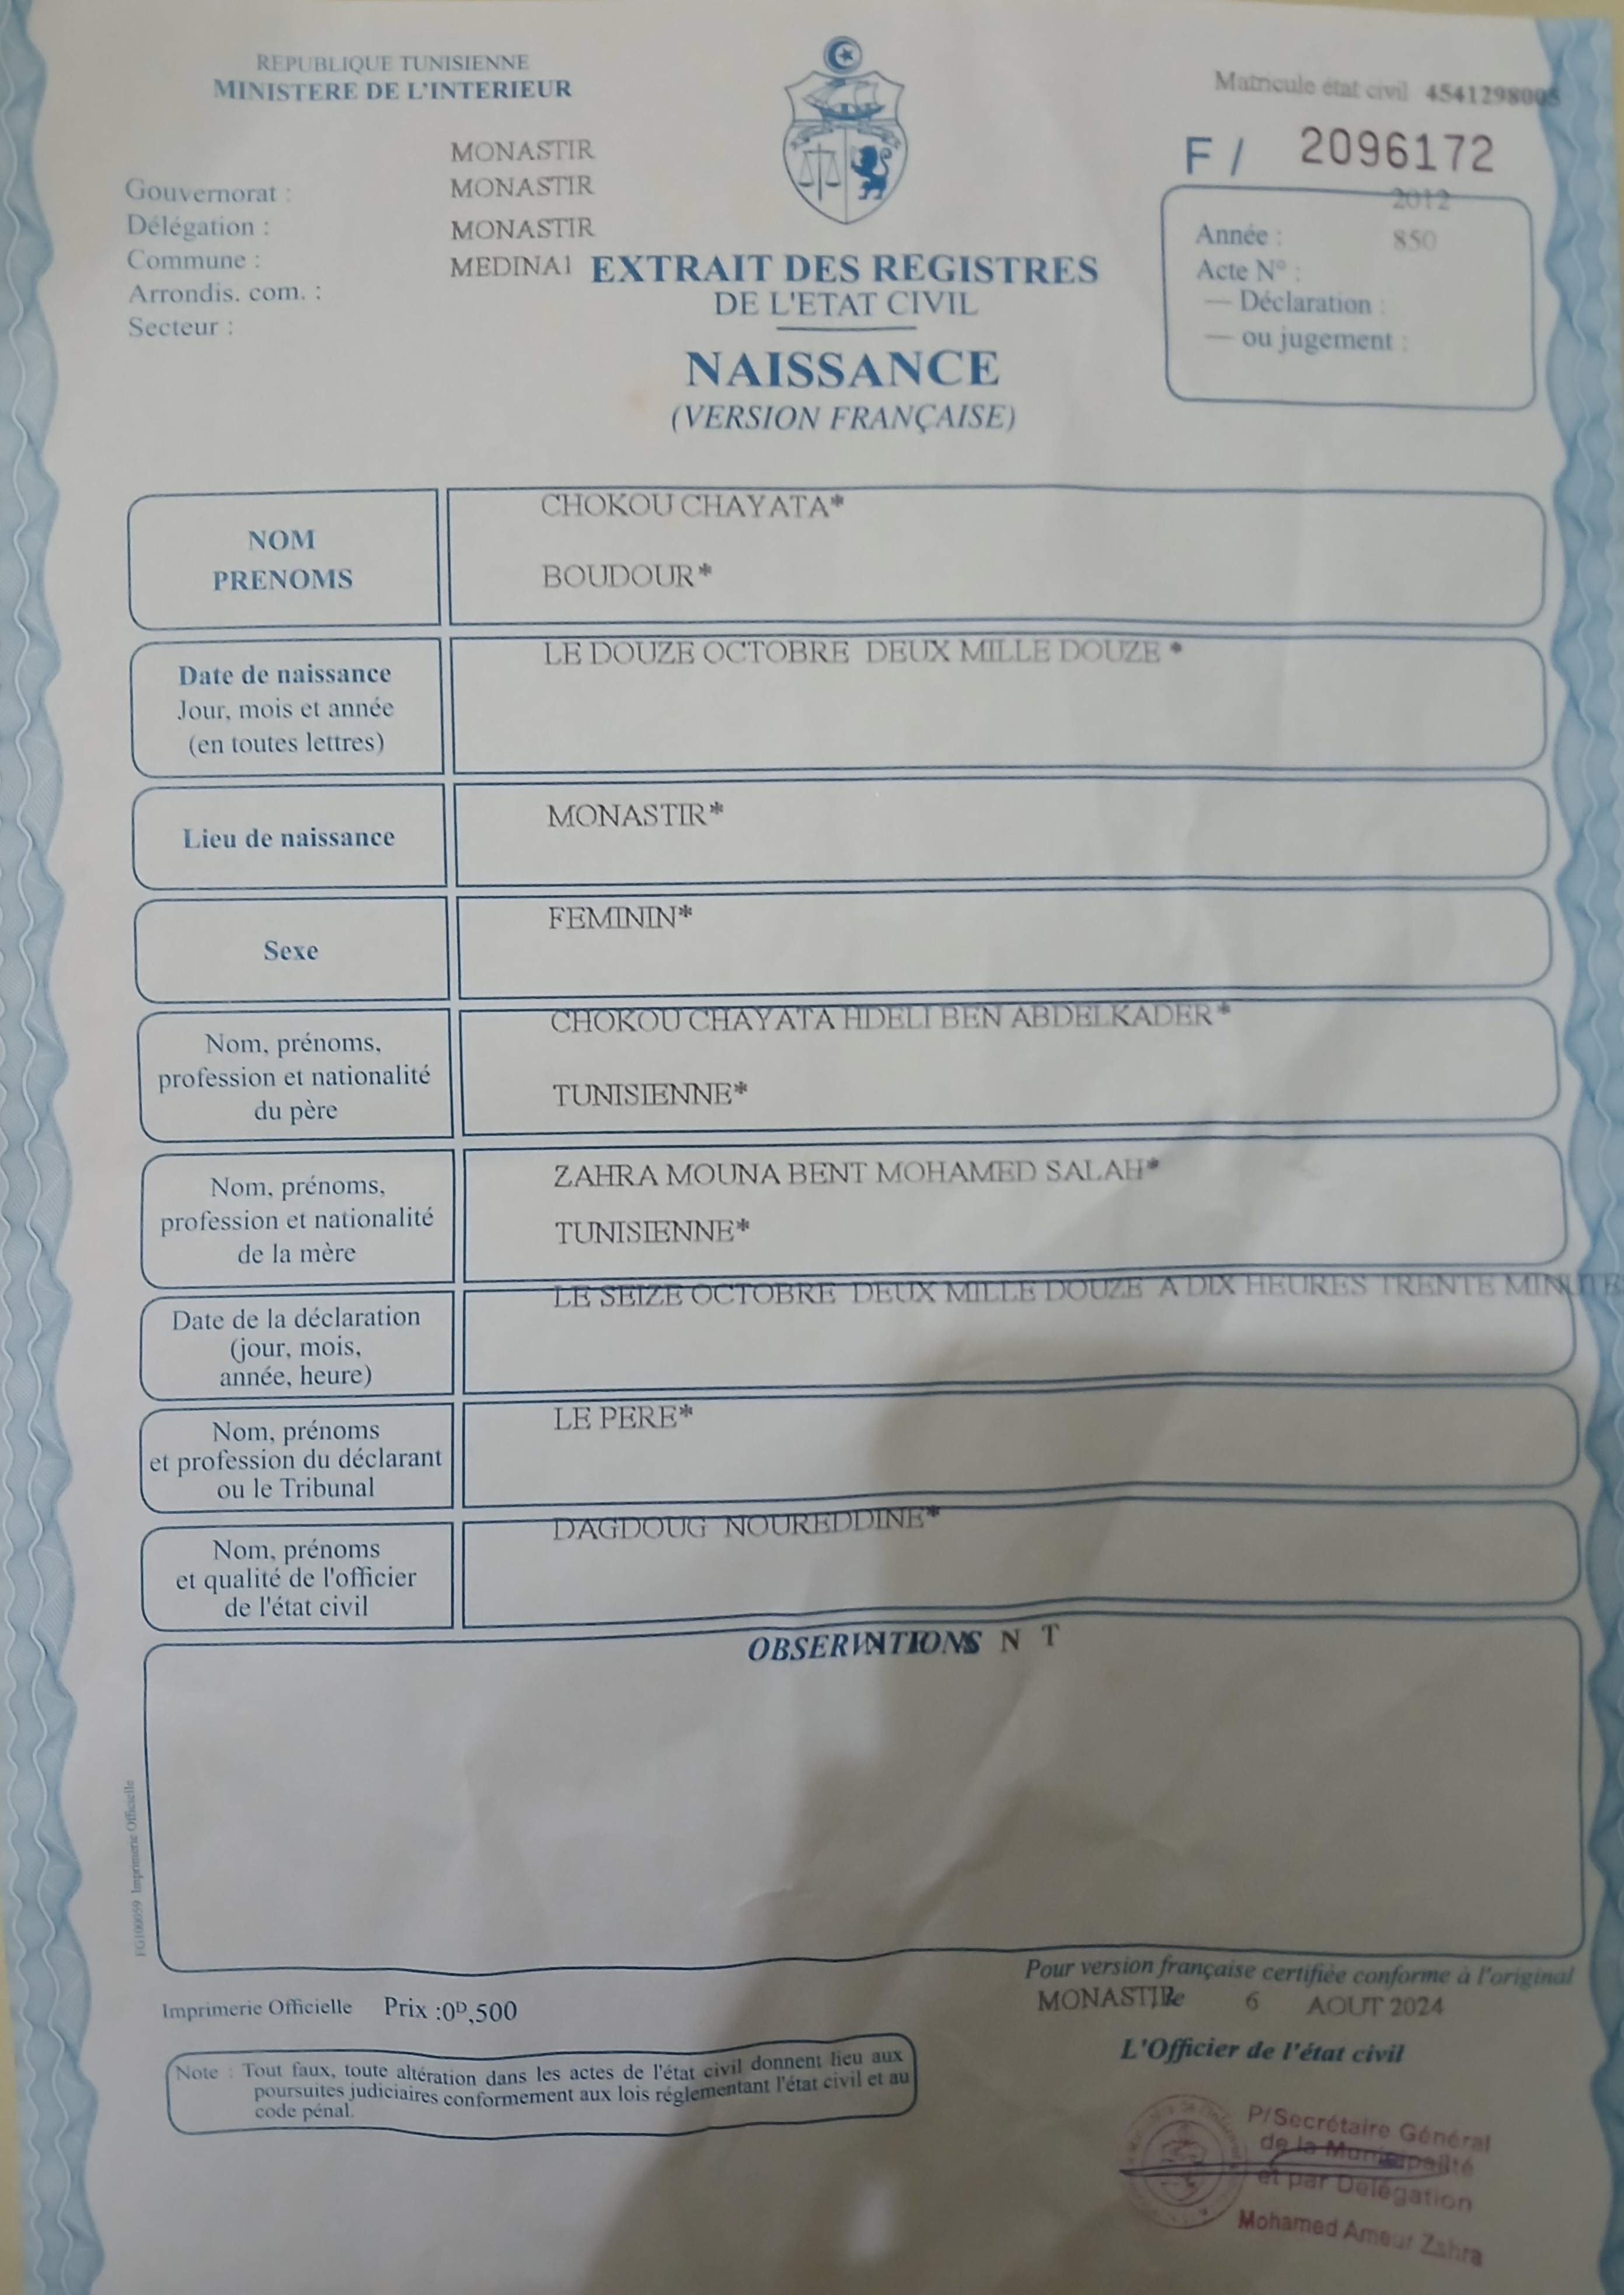 REPUBLIQUE TUNISIENNE
MINISTERE DE L'INTERIEUR
Matricule état civil 4541298005
F / 2096172
MONASTIR
MONASTIR
MONASTIR
MEDINA1
Gouvernorat :
Délégation :
Commune :
Arrondis. com. :
Secteur :
2012
Année : 850
Acte N° :
— Déclaration :
— ou jugement :
EXTRAIT DES REGISTRES
DE L'ETAT CIVIL
NAISSANCE
(VERSION FRANÇAISE)
NOM
PRENOMS
CHOKOU CHAYATA*
BOUDOUR*
Date de naissance
Jour, mois et année
(en toutes lettres)
LE DOUZE OCTOBRE DEUX MILLE DOUZE *
Lieu de naissance
MONASTIR*
Sexe
FEMININ*
Nom, prénoms,
profession et nationalité
du père
CHOKOU CHAYATA HDELI BEN ABDELKADER*
TUNISIENNE*
Nom, prénoms,
profession et nationalité
de la mère
ZAHRA MOUNA BENT MOHAMED SALAH*
TUNISIENNE*
Date de la déclaration
(jour, mois,
année, heure)
LE SEIZE OCTOBRE DEUX MILLE DOUZE A DIX HEURES TRENTE MINUTE
Nom, prénoms
et profession du déclarant
ou le Tribunal
LE PERE*
Nom, prénoms
et qualité de l'officier
de l'état civil
DAGDOUG NOUREDDINE*
OBSERVATIONS N T
FG100059 Imprimerie Officielle
Pour version française certifiée conforme à l'original
MONASTIR le 6 AOUT 2024
Imprimerie Officielle Prix :0D,500
L'Officier de l'état civil
Note : Tout faux, toute altération dans les actes de l'état civil donnent lieu aux
poursuites judiciaires conformement aux lois réglementant l'état civil et au
code pénal.
P/Secrétaire Général
de la Municipalité
et par Delégation
Mohamed Ameur Zahra